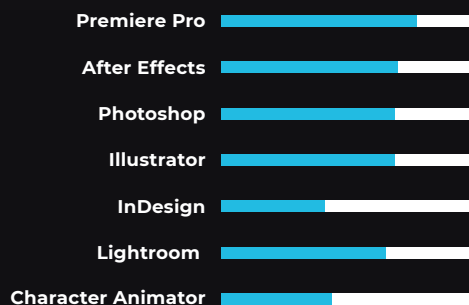 Premiere Pro
After Effects
Photoshop
Illustrator
InDesign
Lightroom
Character Animator